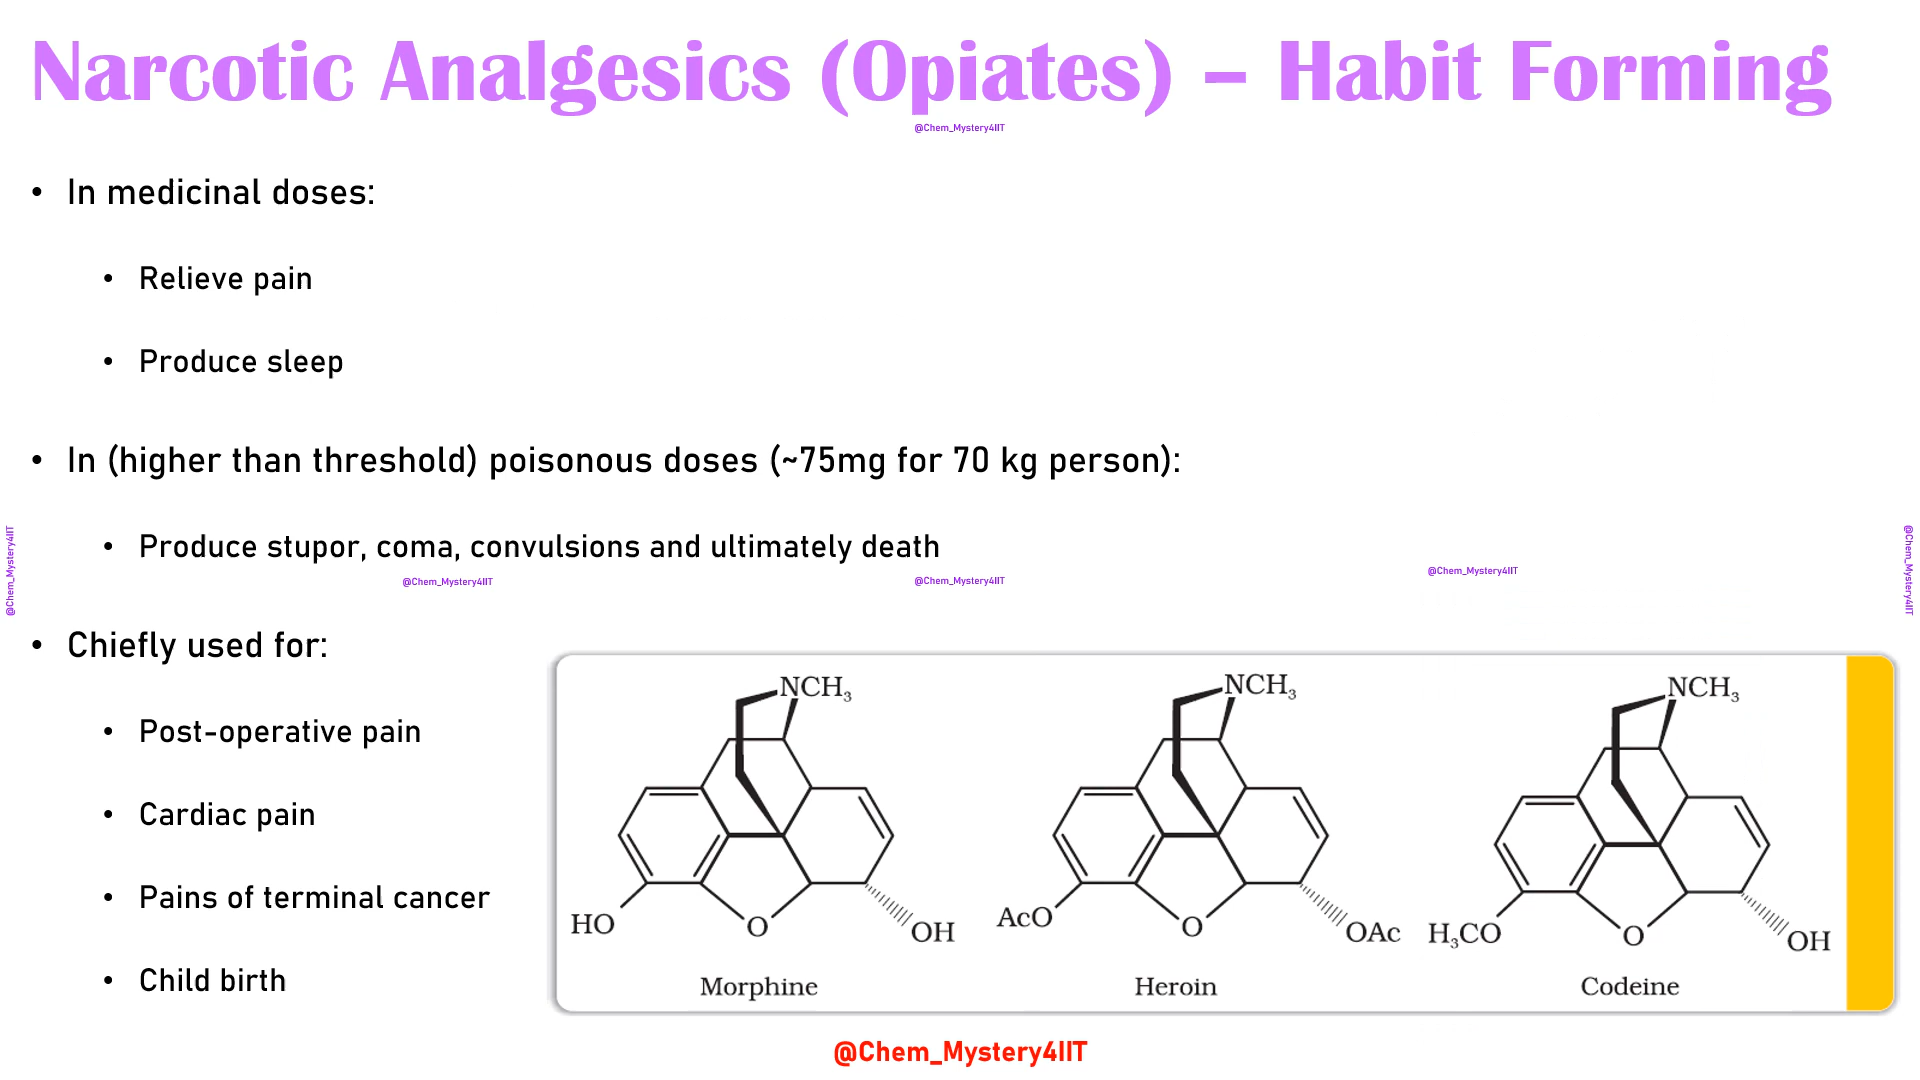 Narcotic Analgesics (Opiates) – Habit Forming
@Chem_Mystery4IIT
• In medicinal doses:
• Relieve pain
• Produce sleep
• In (higher than threshold) poisonous doses (~75mg for 70 kg person):
• Produce stupor, coma, convulsions and ultimately death
@Chem_Mystery4IIT
@Chem_Mystery4IIT
@Chem_Mystery4IIT
@Chem_Mystery4IIT
@Chem_Mystery4IIT
• Chiefly used for:
• Post-operative pain
• Cardiac pain
• Pains of terminal cancer
• Child birth
NCH₃
HO
O
OH
Morphine
NCH₃
AcO
O
OAc
Heroin
NCH₃
H₃CO
O
OH
Codeine
@Chem_Mystery4IIT